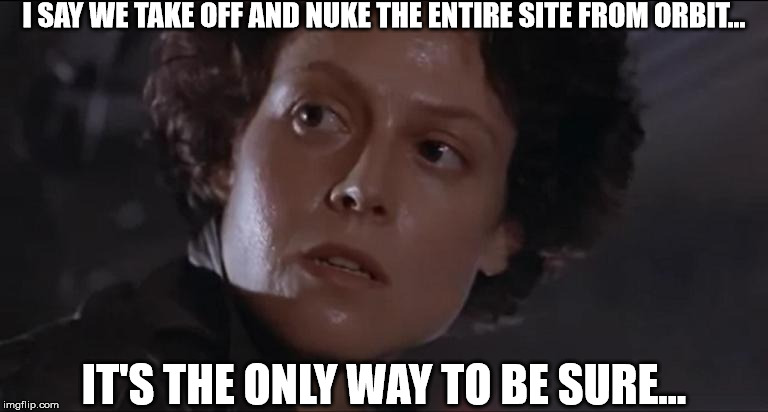 I SAY WE TAKE OFF AND NUKE THE ENTIRE SITE FROM ORBIT...
IT'S THE ONLY WAY TO BE SURE...
imgflip.com